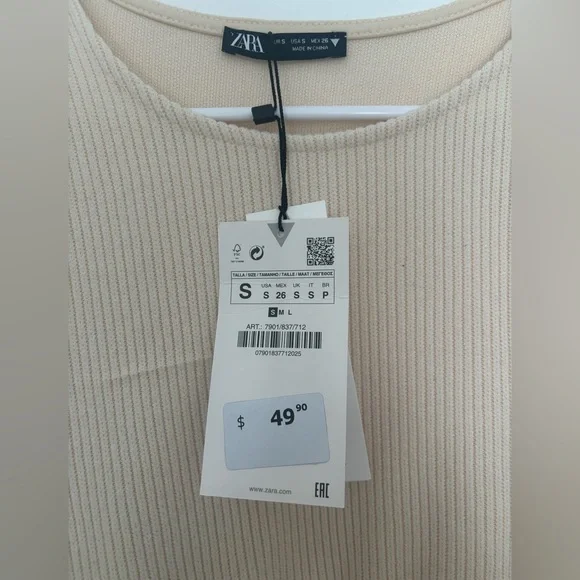 ZARA
EUR S USA S MEX 26
MADE IN CHINA
TALLA / SIZE / TAMANHO / TAILLE / MAAT /
USA MEX UK IT BR
S S 26 S S P
S M L
ART.: 7901/837/712
07901837712025
$ 49 90
www.zara.com
EAC